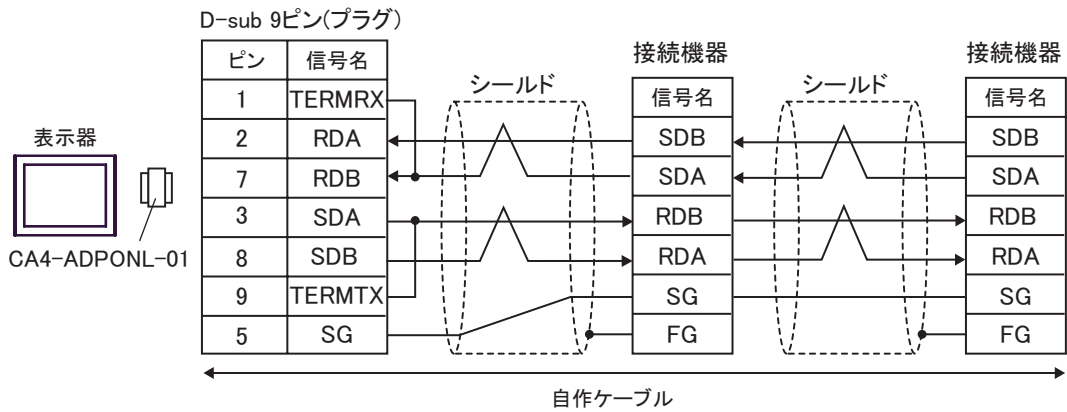 D-sub 9ピン(プラグ)
ピン 信号名
1 TERMRX
2 RDA
7 RDB
3 SDA
8 SDB
9 TERMTX
5 SG
表示器
CA4-ADPONL-01
シールド
接続機器
信号名
SDB
SDA
RDB
RDA
SG
FG
シールド
接続機器
信号名
SDB
SDA
RDB
RDA
SG
FG
自作ケーブル